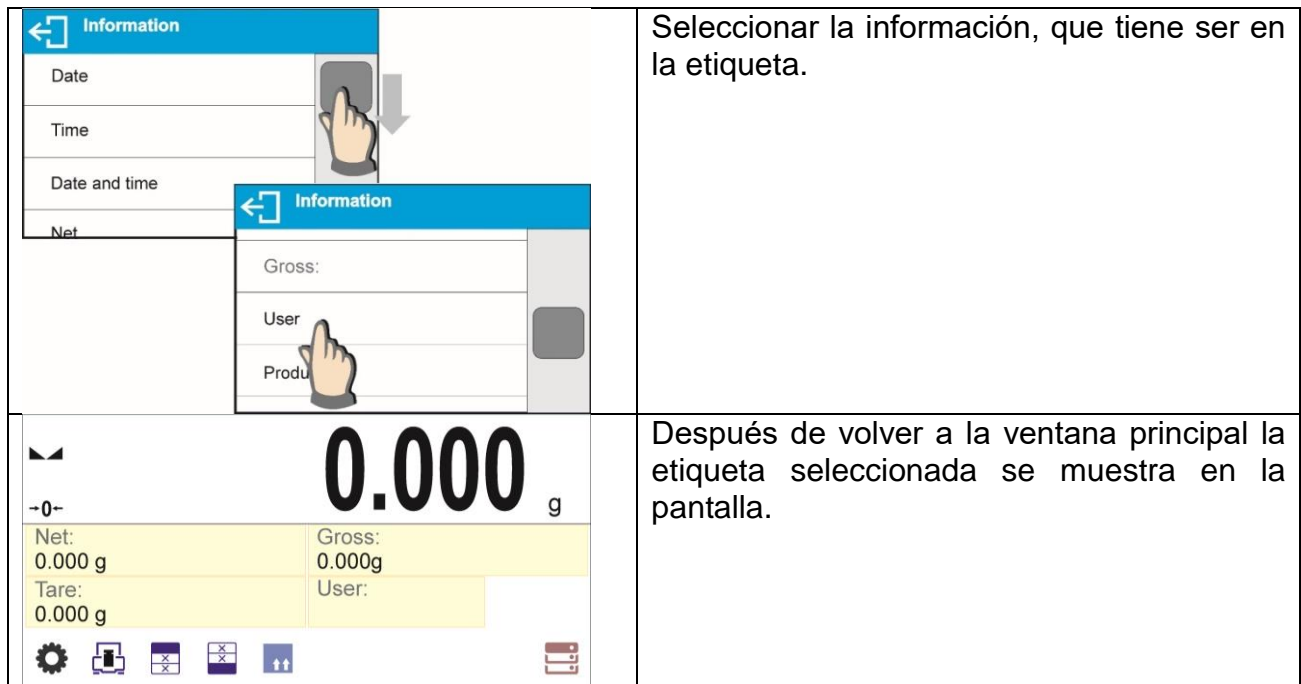 Information
Date
Time
Date and time
Net
Information
Gross:
User
Produ
Seleccionar la información, que tiene ser en
la etiqueta.
0.000 g
→0←
Net:
0.000 g
Gross:
0.000g
Tare:
0.000 g
User:
Después de volver a la ventana principal la
etiqueta seleccionada se muestra en la
pantalla.